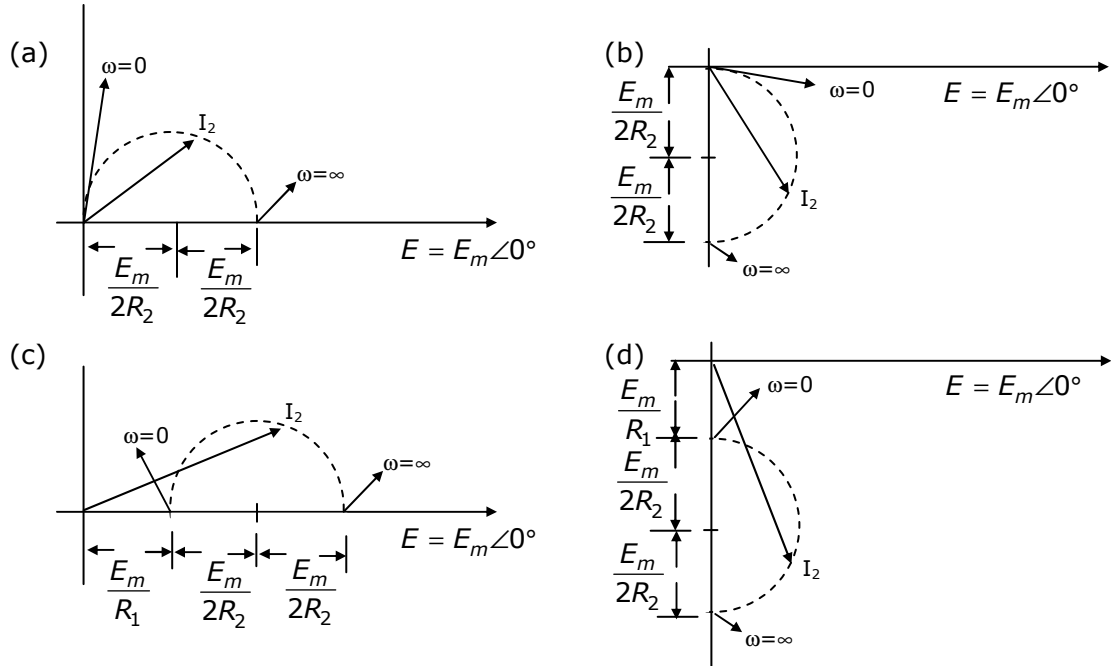 (a)
ω=0
I₂
ω=∞
E = Eₘ∠0°
Eₘ/2R₂ Eₘ/2R₂
(b)
ω=0
E = Eₘ∠0°
Eₘ/2R₂
Eₘ/2R₂
I₂
ω=∞
(c)
ω=0
I₂
ω=∞
E = Eₘ∠0°
Eₘ/R₁ Eₘ/2R₂ Eₘ/2R₂
(d)
ω=0
E = Eₘ∠0°
Eₘ/R₁
Eₘ/2R₂
Eₘ/2R₂
I₂
ω=∞